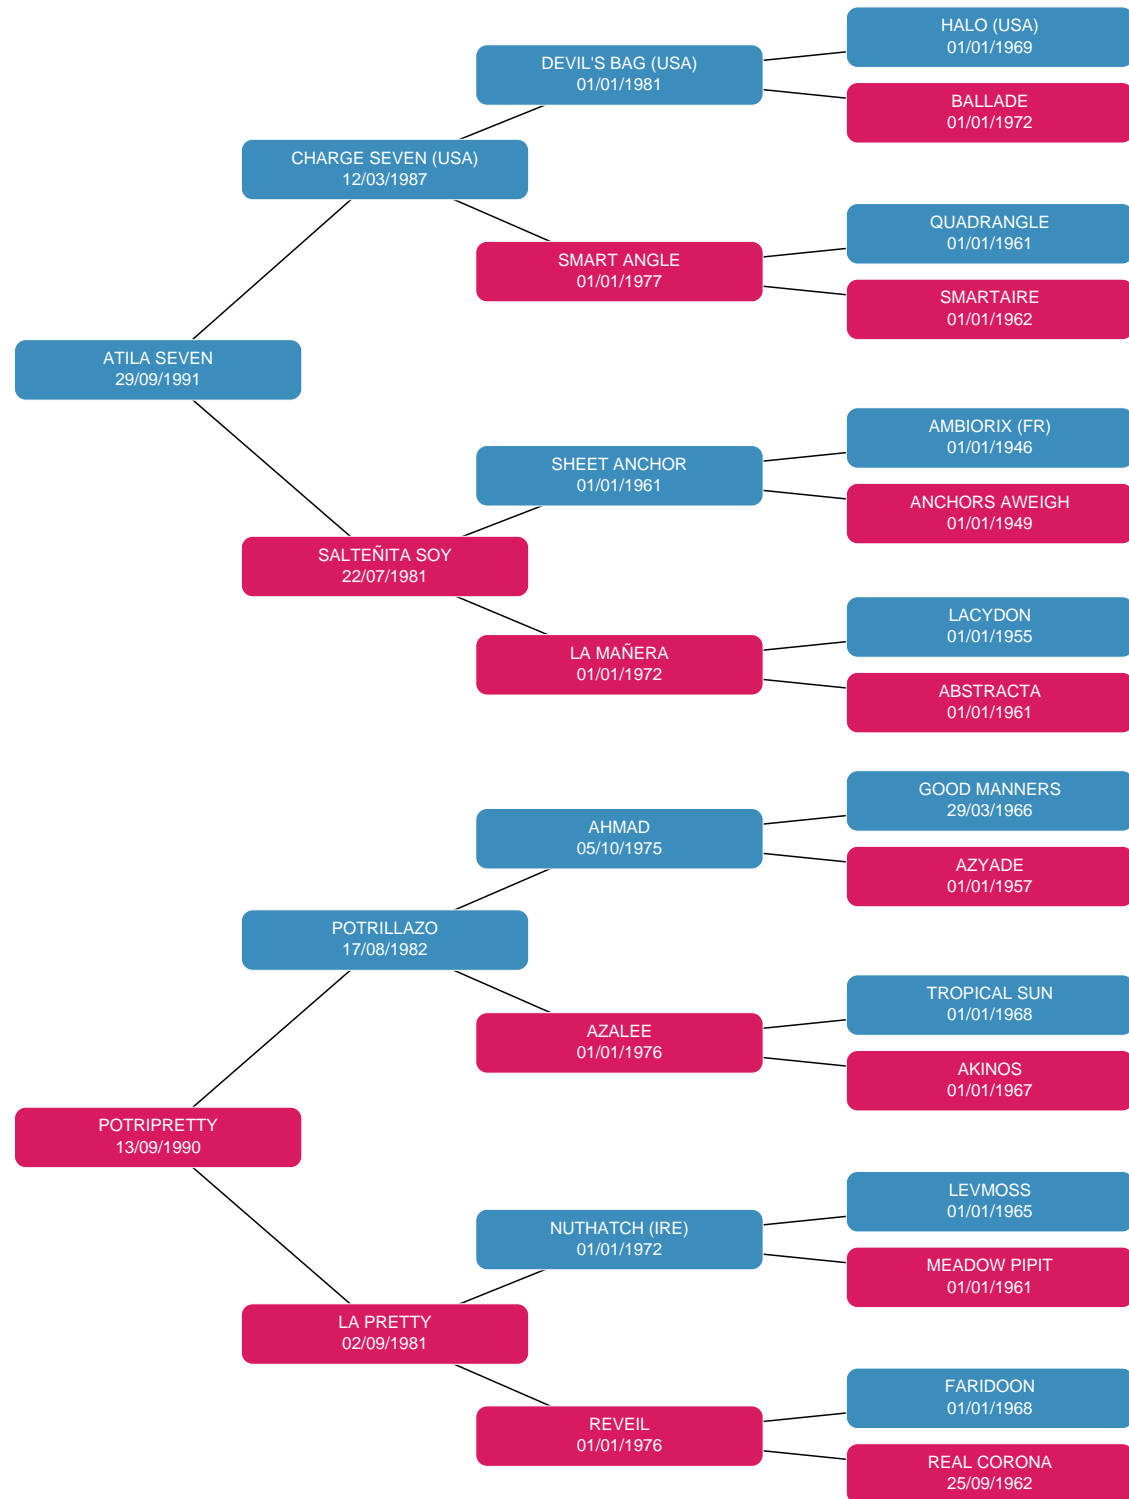 HALO (USA)
01/01/1969
DEVIL'S BAG (USA)
01/01/1981
BALLADE
01/01/1972
CHARGE SEVEN (USA)
12/03/1987
QUADRANGLE
01/01/1961
SMART ANGLE
01/01/1977
SMARTAIRE
01/01/1962
ATILA SEVEN
29/09/1991
AMBIORIX (FR)
01/01/1946
SHEET ANCHOR
01/01/1961
ANCHORS AWEIGH
01/01/1949
SALTEÑITA SOY
22/07/1981
LACYDON
01/01/1955
LA MAÑERA
01/01/1972
ABSTRACTA
01/01/1961
GOOD MANNERS
29/03/1966
AHMAD
05/10/1975
AZYADE
01/01/1957
POTRILLAZO
17/08/1982
TROPICAL SUN
01/01/1968
AZALEE
01/01/1976
AKINOS
01/01/1967
POTRIPRETTY
13/09/1990
LEVMOSS
01/01/1965
NUTHATCH (IRE)
01/01/1972
MEADOW PIPIT
01/01/1961
LA PRETTY
02/09/1981
FARIDOON
01/01/1968
REVEIL
01/01/1976
REAL CORONA
25/09/1962